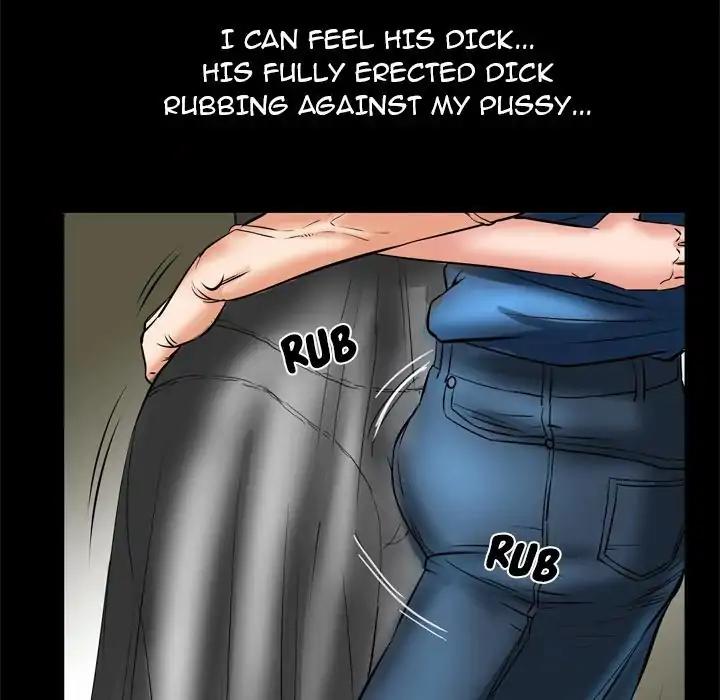 I CAN FEEL HIS DICK...
HIS FULLY ERECTED DICK
RUBBING AGAINST MY PUSSY...
RUB
RUB